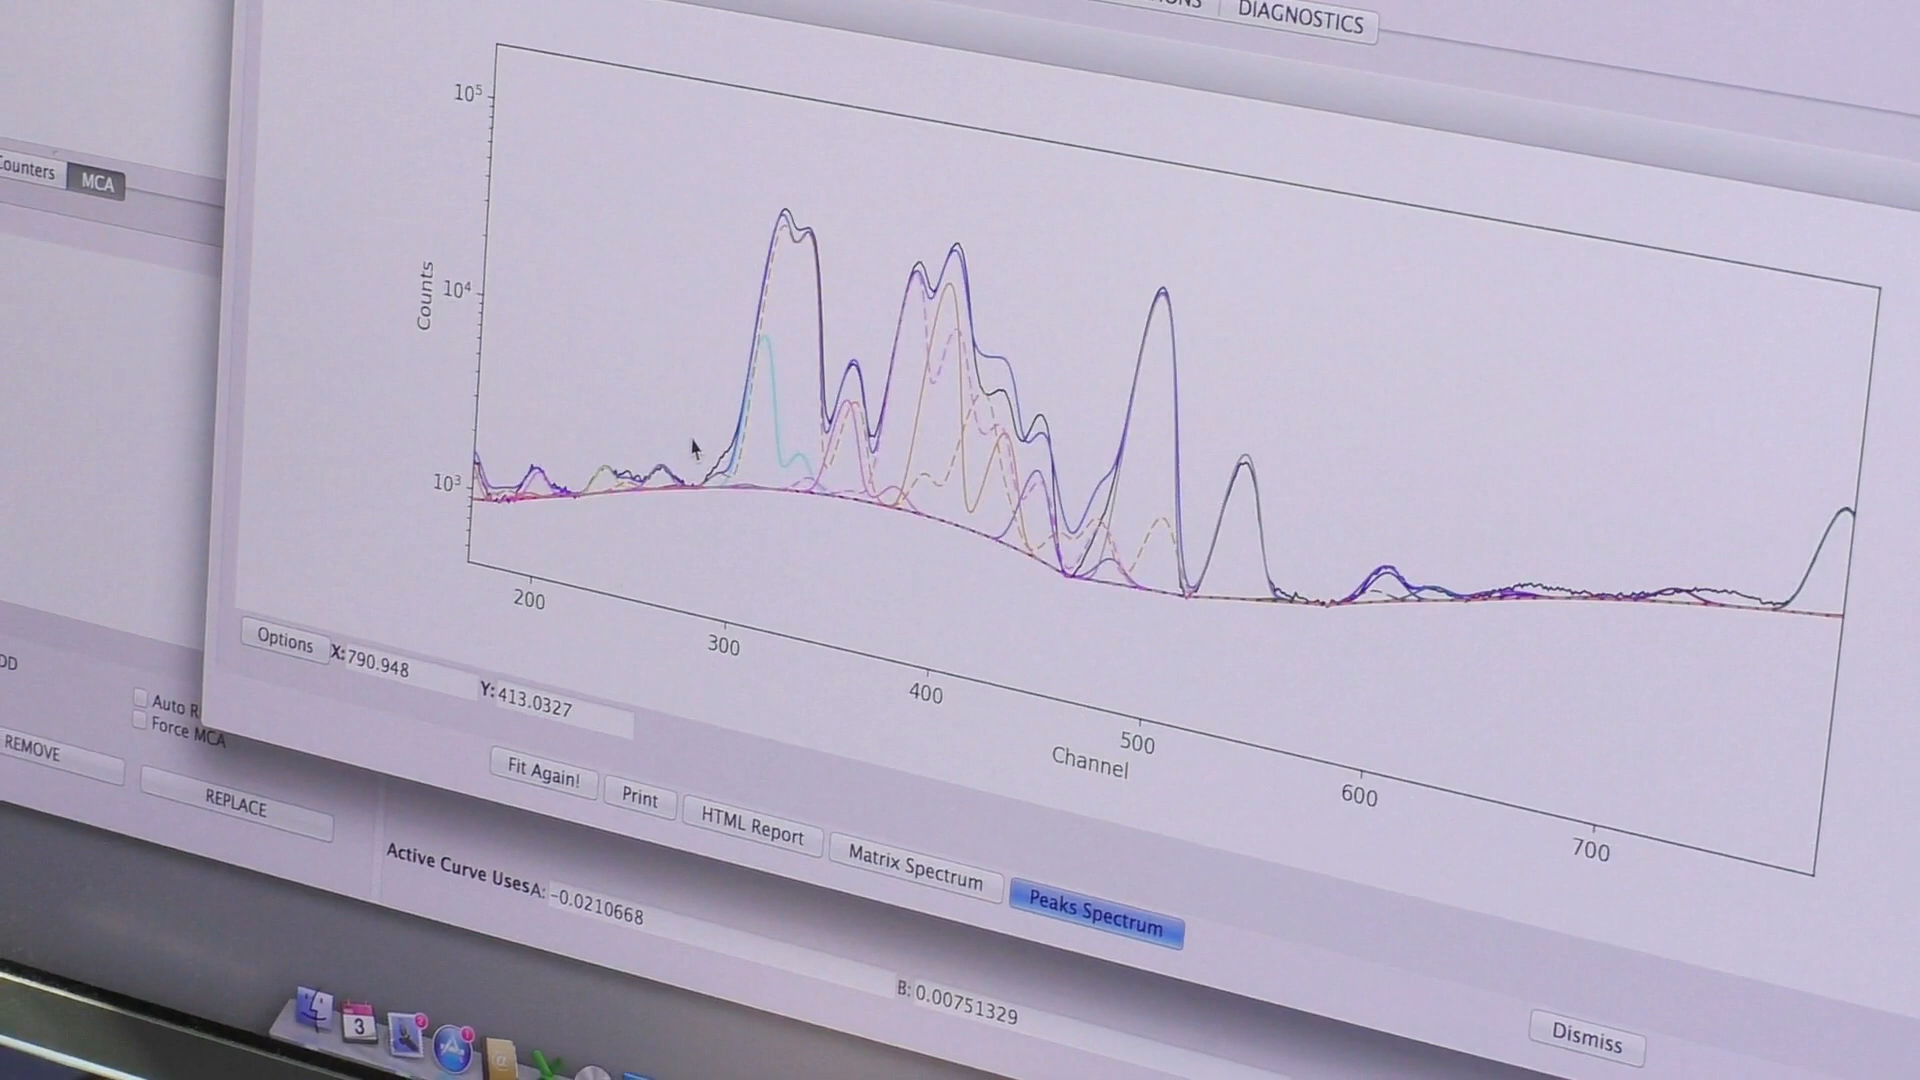 DIAGNOSTICS
Counters
MCA
10⁵
10⁴
10³
Counts
200
300
400
500
600
700
Channel
Options
X: 790.948
Y: 413.0327
Auto R
Force MCA
REMOVE
REPLACE
Fit Again!
Print
HTML Report
Matrix Spectrum
Peaks Spectrum
Active Curve Uses
A: -0.0210668
B: 0.00751329
Dismiss
3